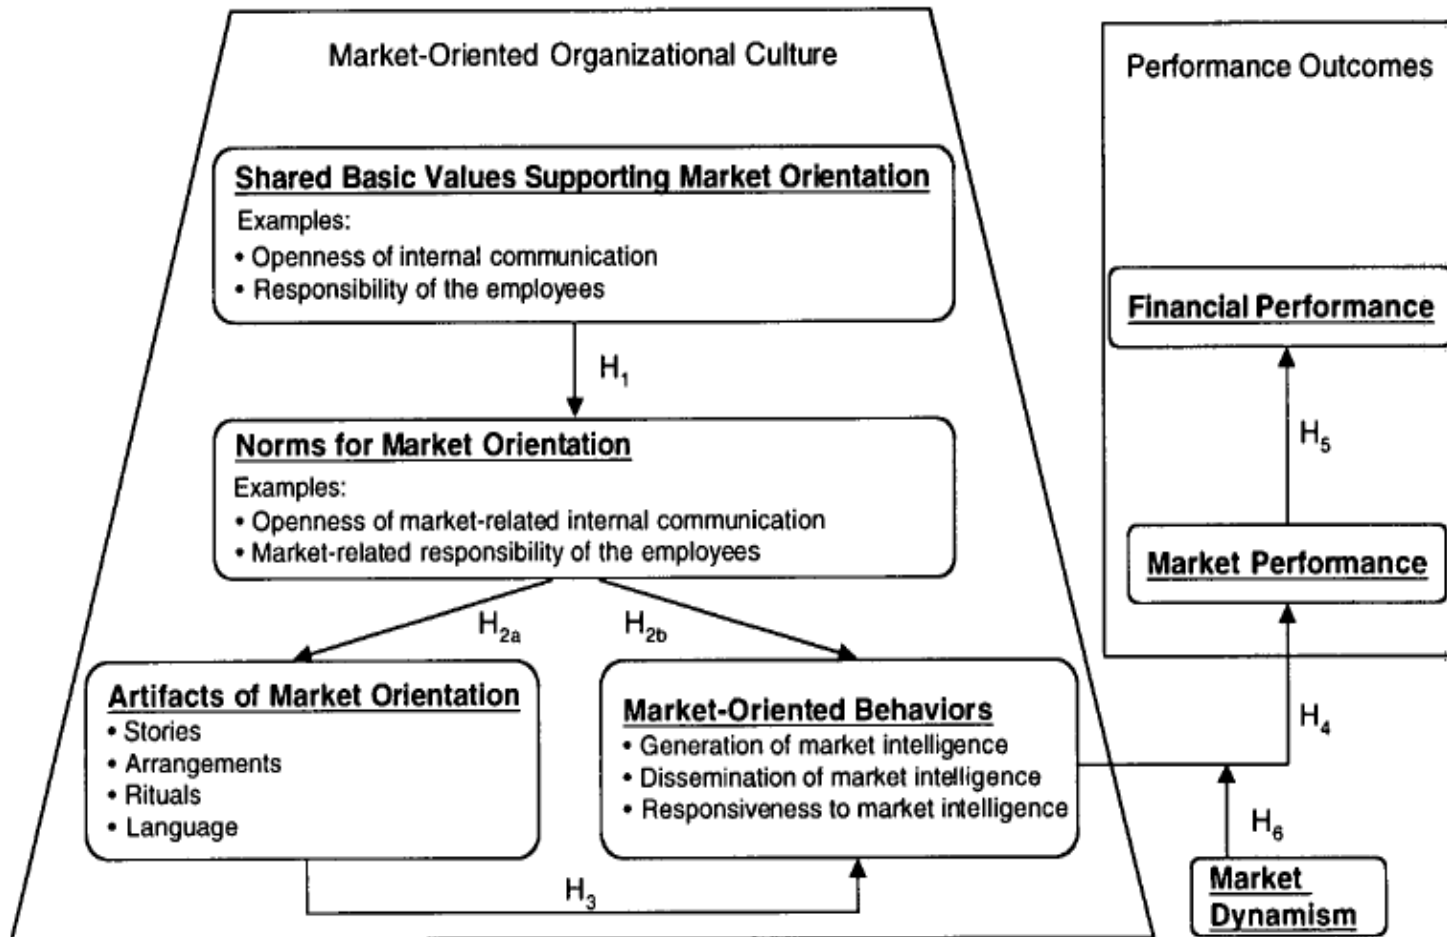 Market-Oriented Organizational Culture
Shared Basic Values Supporting Market Orientation
Examples:
• Openness of internal communication
• Responsibility of the employees
H1
Norms for Market Orientation
Examples:
• Openness of market-related internal communication
• Market-related responsibility of the employees
H2a
H2b
Artifacts of Market Orientation
• Stories
• Arrangements
• Rituals
• Language
Market-Oriented Behaviors
• Generation of market intelligence
• Dissemination of market intelligence
• Responsiveness to market intelligence
H3
Performance Outcomes
Financial Performance
H5
Market Performance
H4
H6
Market
Dynamism